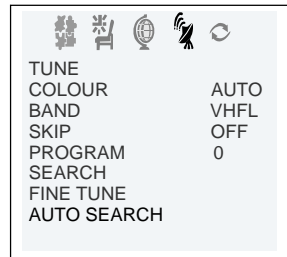 TUNE
COLOUR AUTO
BAND VHFL
SKIP OFF
PROGRAM 0
SEARCH
FINE TUNE
AUTO SEARCH